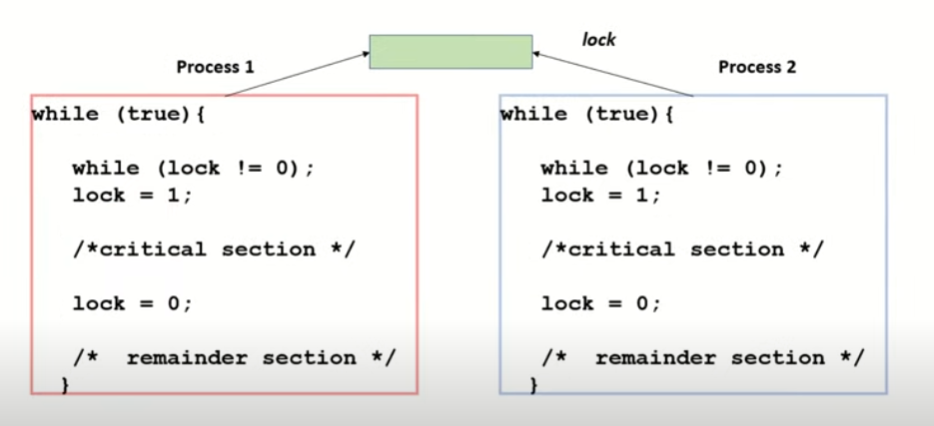 lock
Process 1
Process 2
while (true){
while (lock != 0);
lock = 1;
/*critical section */
lock = 0;
/*  remainder section */
}
while (true){
while (lock != 0);
lock = 1;
/*critical section */
lock = 0;
/*  remainder section */
}